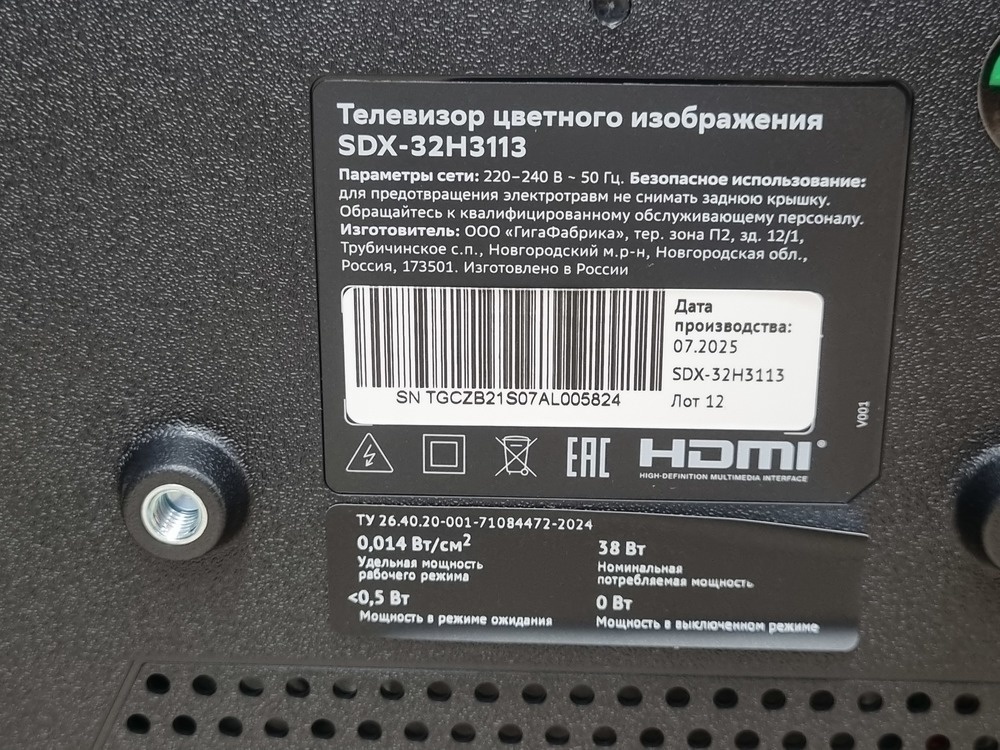 Телевизор цветного изображения
SDX-32H3113
Параметры сети: 220–240 В ~ 50 Гц. Безопасное использование:
для предотвращения электротравм не снимать заднюю крышку.
Обращайтесь к квалифицированному обслуживающему персоналу.
Изготовитель: ООО «ГигаФабрика», тер. зона П2, зд. 12/1,
Трубичинское с.п., Новгородский м.р-н, Новгородская обл.,
Россия, 173501. Изготовлено в России
Дата
производства:
07.2025
SDX-32H3113
Лот 12
SN TGCZB21S07AL005824
V001
EAC
HDMI
HIGH-DEFINITION MULTIMEDIA INTERFACE
ТУ 26.40.20-001-71084472-2024
0,014 Вт/см²
Удельная мощность
рабочего режима
38 Вт
Номинальная
потребляемая мощность
<0,5 Вт
Мощность в режиме ожидания
0 Вт
Мощность в выключенном режиме